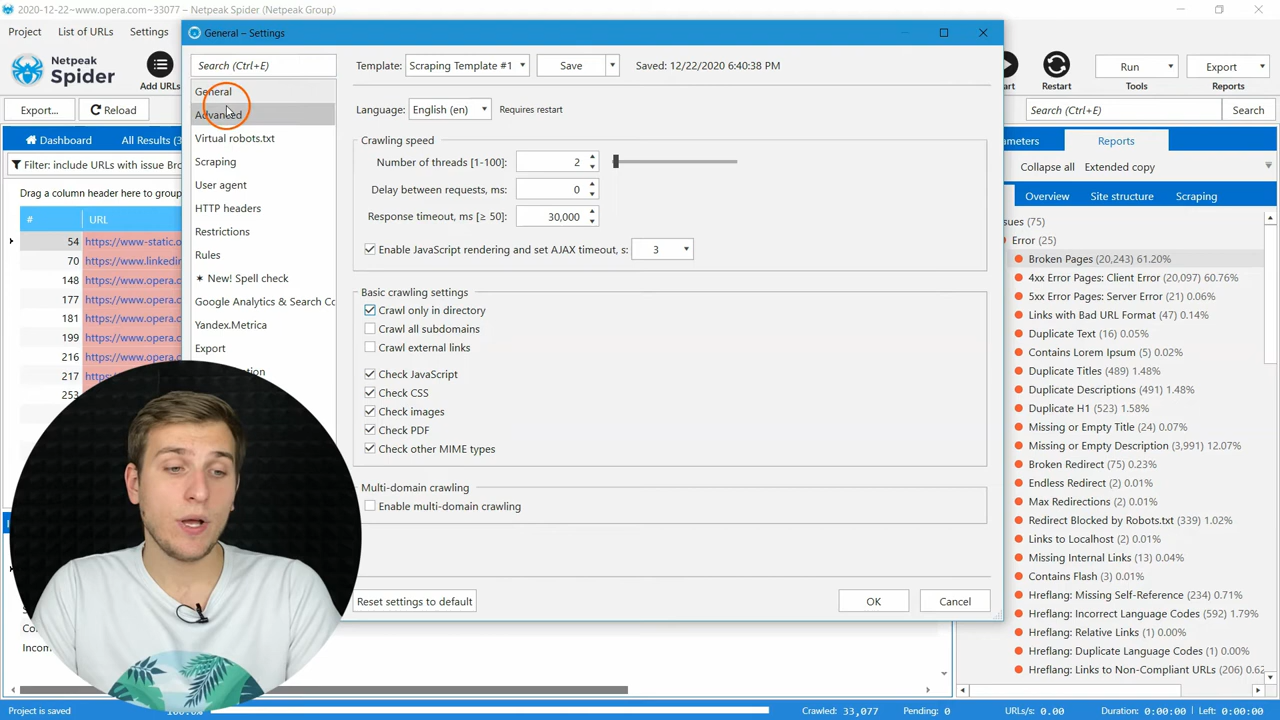 2020-12-22~www.opera.com~33077 – Netpeak Spider (Netpeak Group)
Project
List of URLs
Settings
Netpeak
Spider
Add URLs
Restart
Run
Tools
Export
Reports
Export...
Reload
Search (Ctrl+E)
Search
Dashboard
All Results
Reports
Filter: include URLs with issue
Drag a column header here to group
Collapse all
Extended copy
Overview
Site structure
Scraping
#
URL
54
70 https://www.linkedin
148 https://www.opera.c
177 https://www.opera.c
181 https://www.opera.c
199 https://www.opera.c
216 https://www.opera.c
217
253
General – Settings
Search (Ctrl+E)
General
Advanced
Virtual robots.txt
Scraping
User agent
HTTP headers
Restrictions
Rules
✶ New! Spell check
Google Analytics & Search Co
Yandex.Metrica
Export
Template:
Scraping Template #1
Save
Saved: 12/22/2020 6:40:38 PM
Language:
English (en)
Requires restart
Crawling speed
Number of threads [1-100]: 2
Delay between requests, ms: 0
Response timeout, ms [≥ 50]: 30,000
Enable JavaScript rendering and set AJAX timeout, s: 3
Basic crawling settings
Crawl only in directory
Crawl all subdomains
Crawl external links
Check JavaScript
Check CSS
Check images
Check PDF
Check other MIME types
Multi-domain crawling
Enable multi-domain crawling
Reset settings to default
OK
Cancel
Error (25)
Broken Pages (20,243) 61.20%
4xx Error Pages: Client Error (20,097) 60.76%
5xx Error Pages: Server Error (21) 0.06%
Links with Bad URL Format (47) 0.14%
Duplicate Text (16) 0.05%
Contains Lorem Ipsum (5) 0.02%
Duplicate Titles (489) 1.48%
Duplicate Descriptions (491) 1.48%
Duplicate H1 (523) 1.58%
Missing or Empty Title (24) 0.07%
Missing or Empty Description (3,991) 12.07%
Broken Redirect (75) 0.23%
Endless Redirect (2) 0.01%
Max Redirections (2) 0.01%
Redirect Blocked by Robots.txt (339) 1.02%
Links to Localhost (2) 0.01%
Missing Internal Links (13) 0.04%
Contains Flash (3) 0.01%
Hreflang: Missing Self-Reference (234) 0.71%
Hreflang: Incorrect Language Codes (592) 1.79%
Hreflang: Relative Links (1) 0.00%
Hreflang: Duplicate Language Codes (1) 0.00%
Hreflang: Links to Non-Compliant URLs (206) 0.62
Project is saved
100.0%
Crawled: 33,077
Pending: 0
URLs/s: 0.00
Duration: 0:00:00
Left: 0:00:00